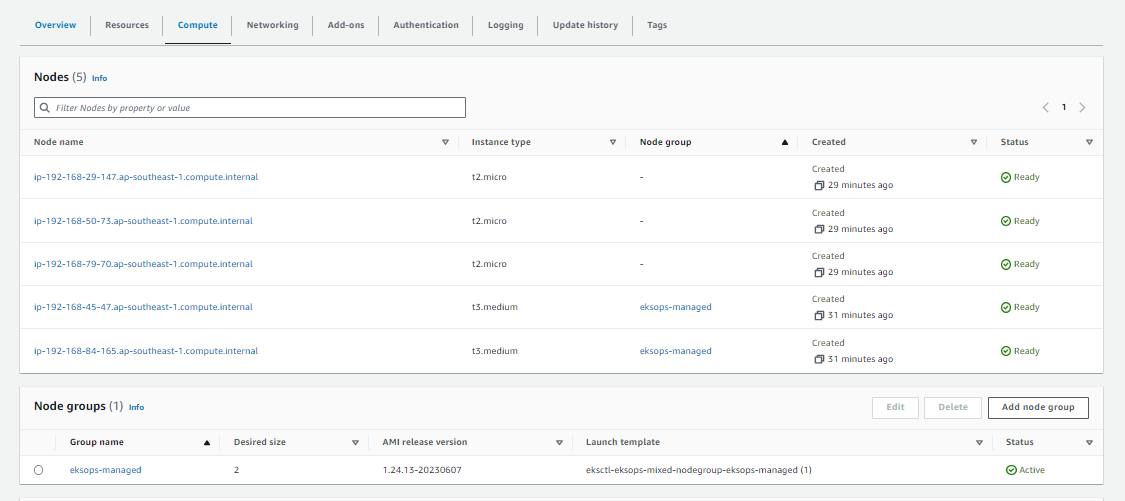 Overview Resources Compute Networking Add-ons Authentication Logging Update history Tags
Nodes (5) Info
Filter Nodes by property or value 1
Node name Instance type Node group Created Status
ip-192-168-29-147.ap-southeast-1.compute.internal t2.micro - Created 29 minutes ago Ready
ip-192-168-50-73.ap-southeast-1.compute.internal t2.micro - Created 29 minutes ago Ready
ip-192-168-79-70.ap-southeast-1.compute.internal t2.micro - Created 29 minutes ago Ready
ip-192-168-45-47.ap-southeast-1.compute.internal t3.medium eksops-managed Created 31 minutes ago Ready
ip-192-168-84-165.ap-southeast-1.compute.internal t3.medium eksops-managed Created 31 minutes ago Ready
Node groups (1) Info Edit Delete Add node group
Group name Desired size AMI release version Launch template Status
eksops-managed 2 1.24.13-20230607 eksctl-eksops-mixed-nodegroup-eksops-managed (1) Active